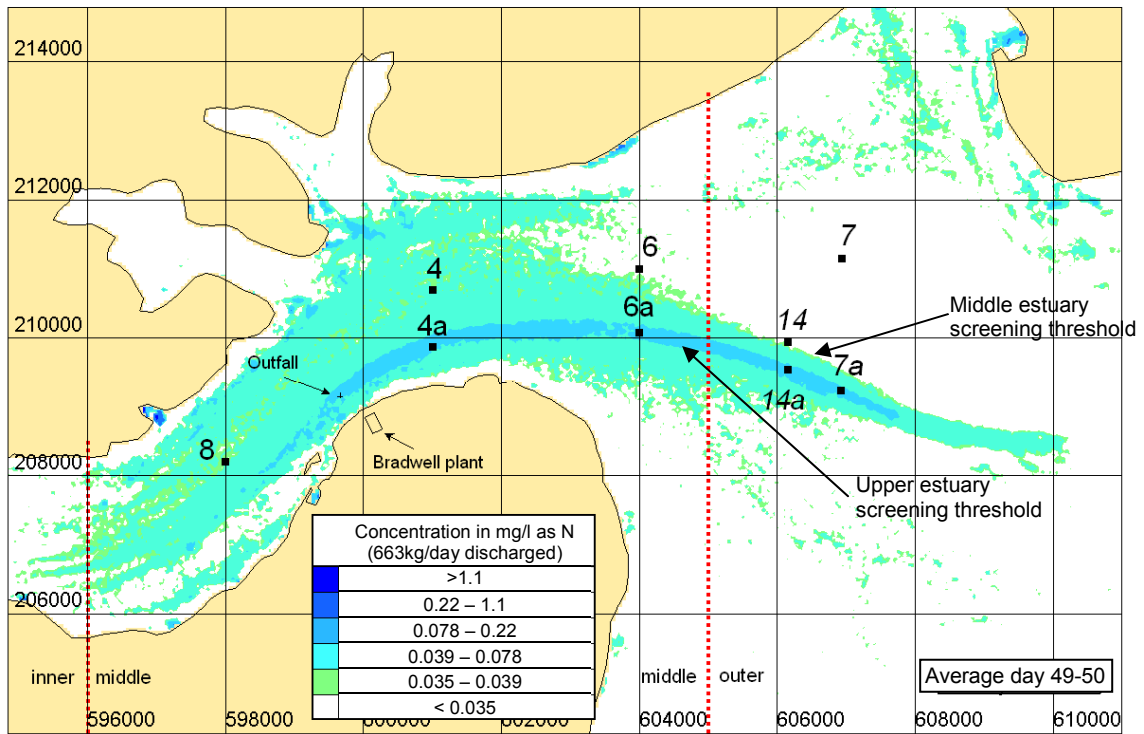 214000
212000
210000
208000
206000
6
7
4
6a
14
Middle estuary
screening threshold
4a
Outfall
7a
14a
8
Bradwell plant
Upper estuary
screening threshold
Concentration in mg/l as N
(663kg/day discharged)
>1.1
0.22 – 1.1
0.078 – 0.22
0.039 – 0.078
0.035 – 0.039
< 0.035
inner
middle
middle
outer
Average day 49-50
596000
598000
600000
602000
604000
606000
608000
610000